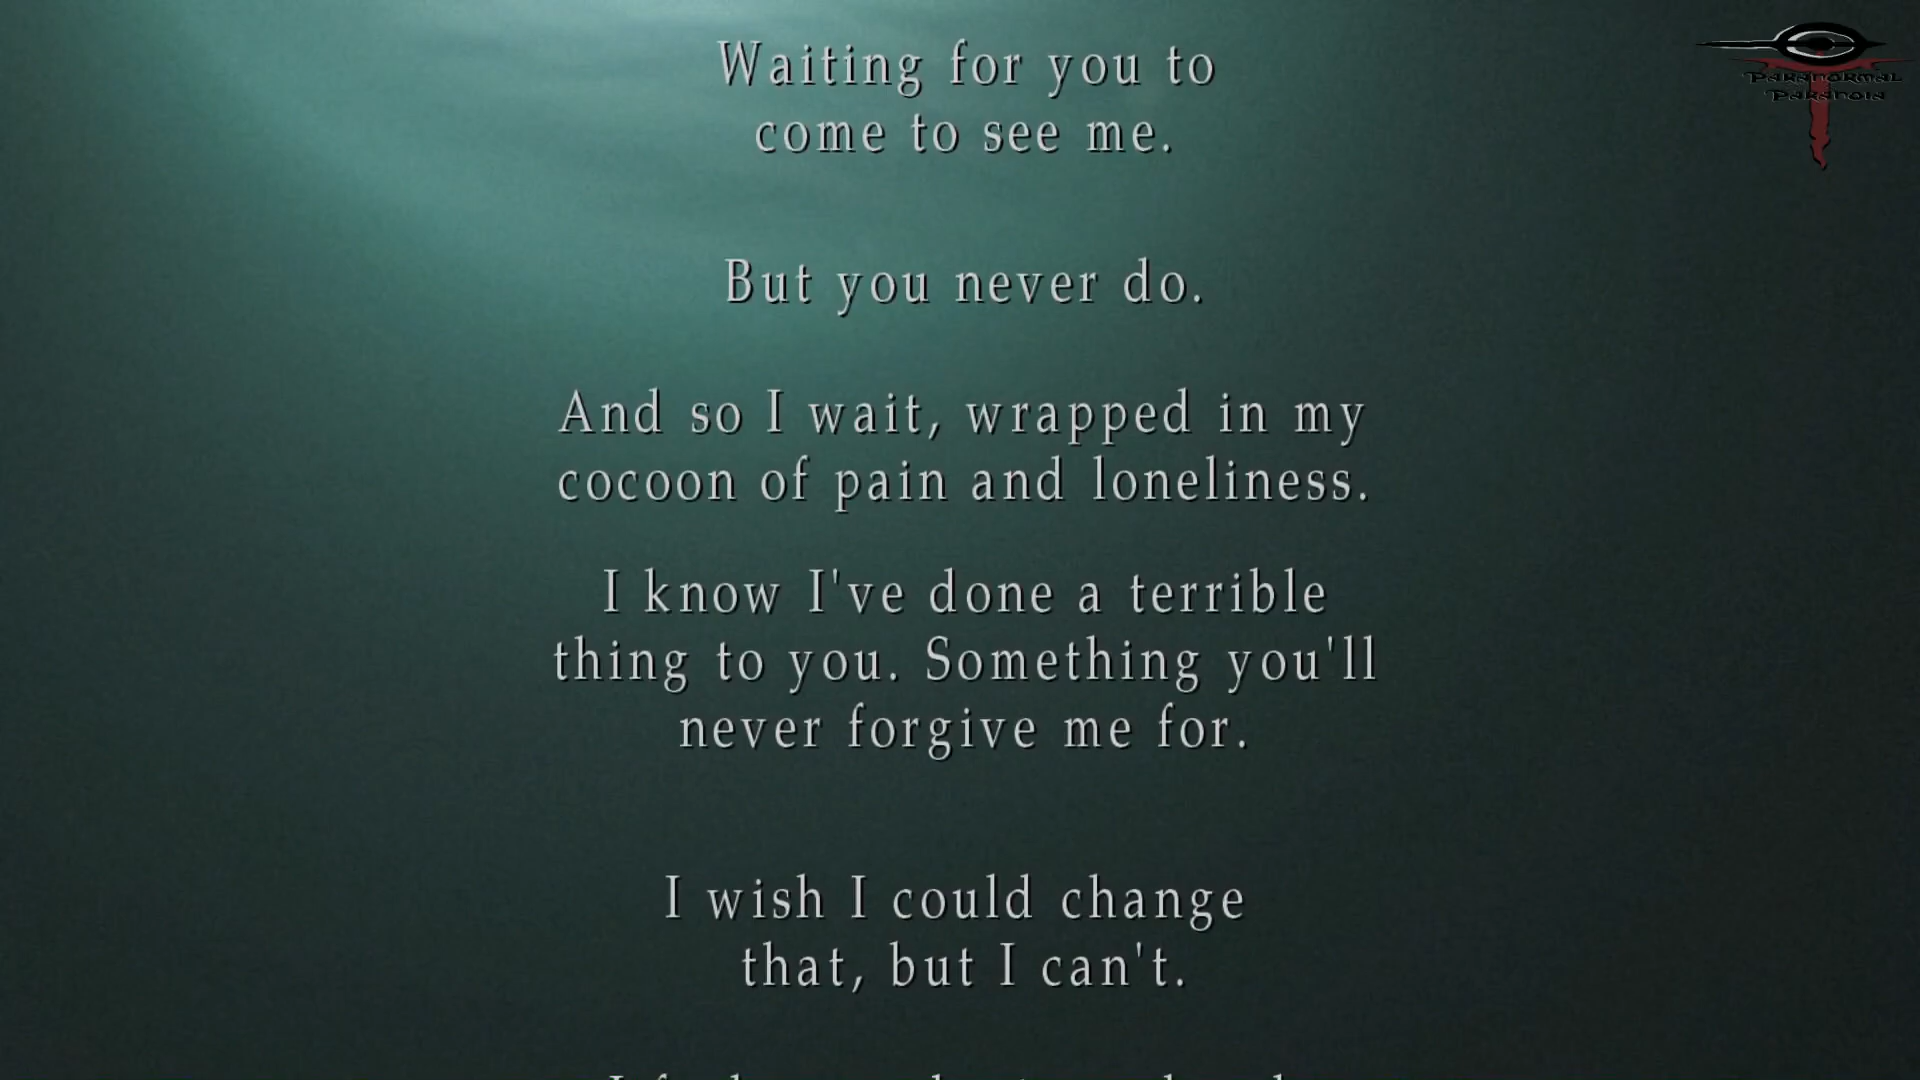 Waiting for you to
come to see me.
But you never do.
And so I wait, wrapped in my
cocoon of pain and loneliness.
I know I've done a terrible
thing to you. Something you'll
never forgive me for.
I wish I could change
that, but I can't.
Paranormal
Paranoia